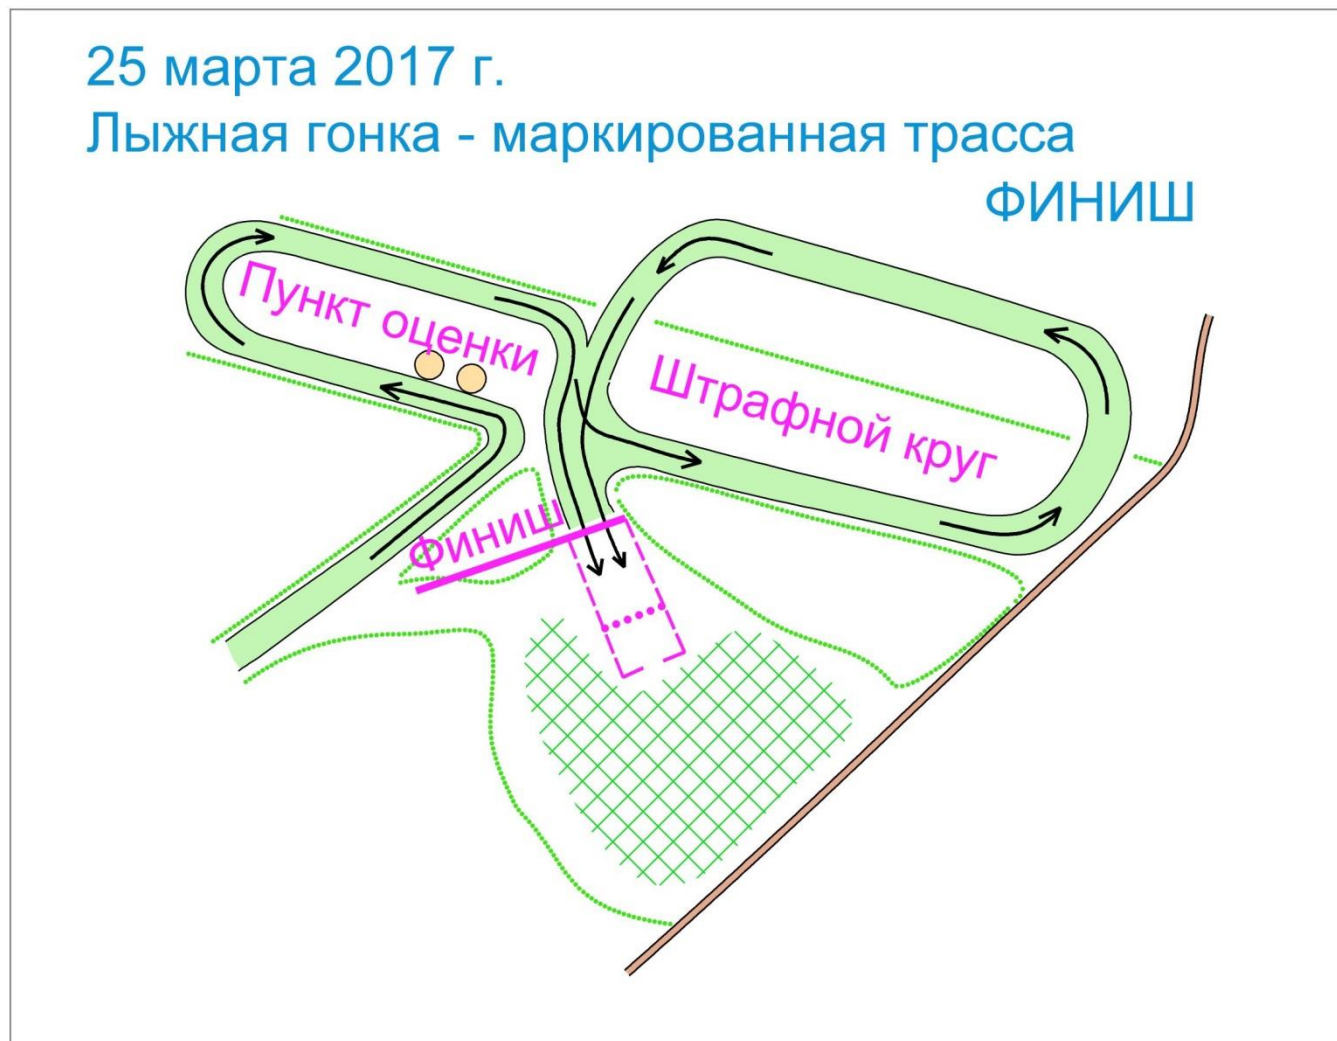 25 марта 2017 г.
Лыжная гонка - маркированная трасса
ФИНИШ
Пункт оценки
Штрафной круг
ФИНИШ